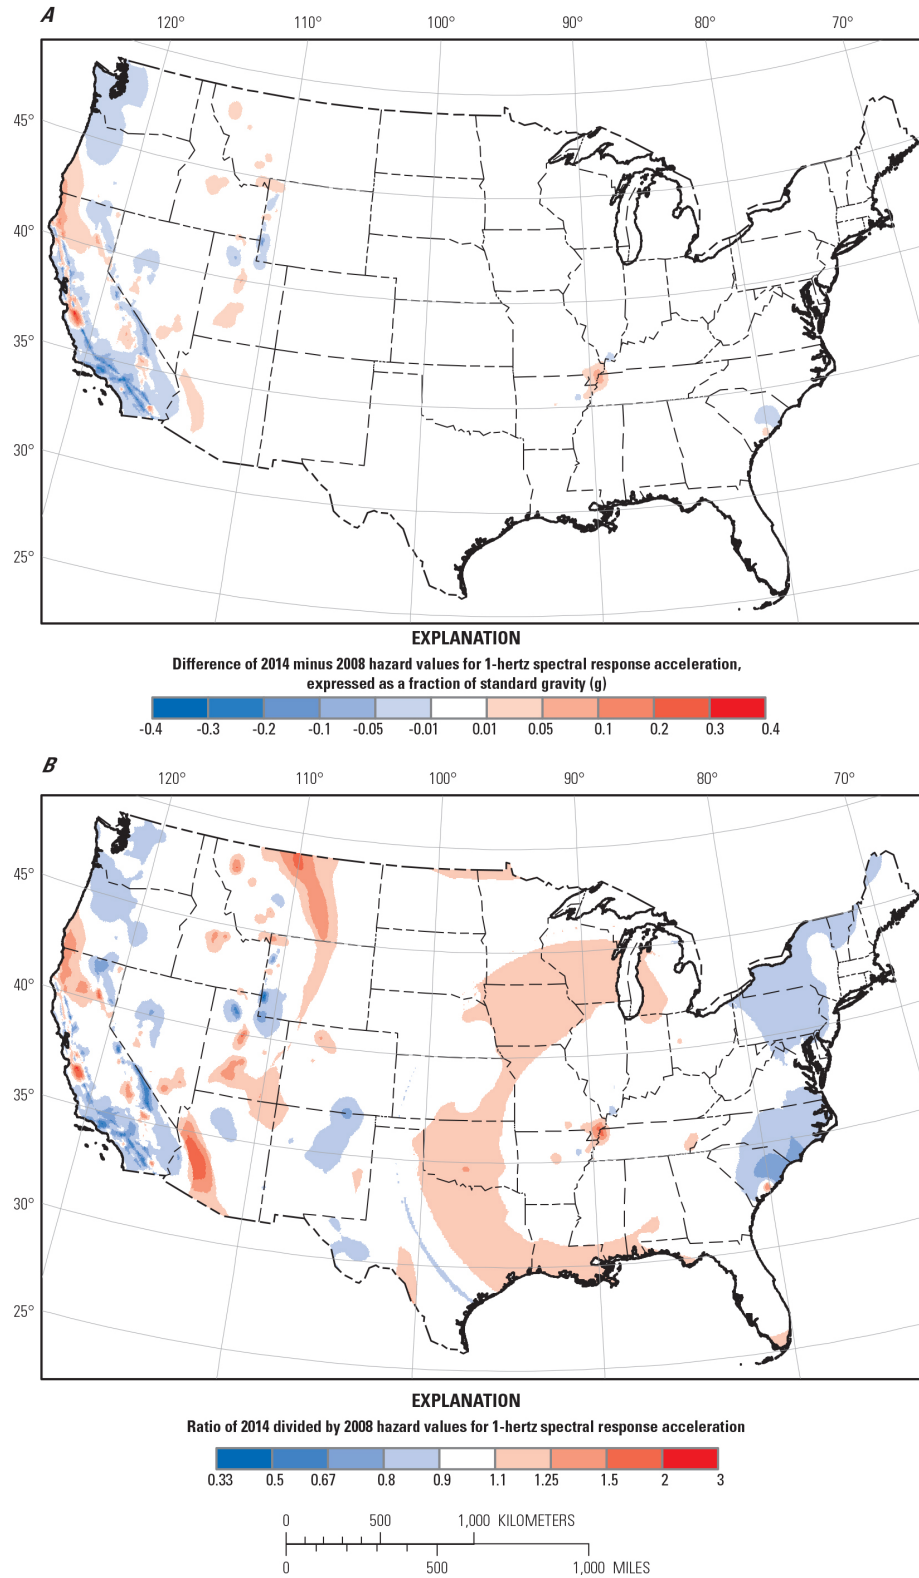 A
120° 110° 100° 90° 80° 70°
45°
40°
35°
30°
25°
EXPLANATION
Difference of 2014 minus 2008 hazard values for 1-hertz spectral response acceleration,
expressed as a fraction of standard gravity (g)
-0.4 -0.3 -0.2 -0.1 -0.05 -0.01 0.01 0.05 0.1 0.2 0.3 0.4
B
120° 110° 100° 90° 80° 70°
45°
40°
35°
30°
25°
EXPLANATION
Ratio of 2014 divided by 2008 hazard values for 1-hertz spectral response acceleration
0.33 0.5 0.67 0.8 0.9 1.1 1.25 1.5 2 3
0 500 1,000 KILOMETERS
0 500 1,000 MILES